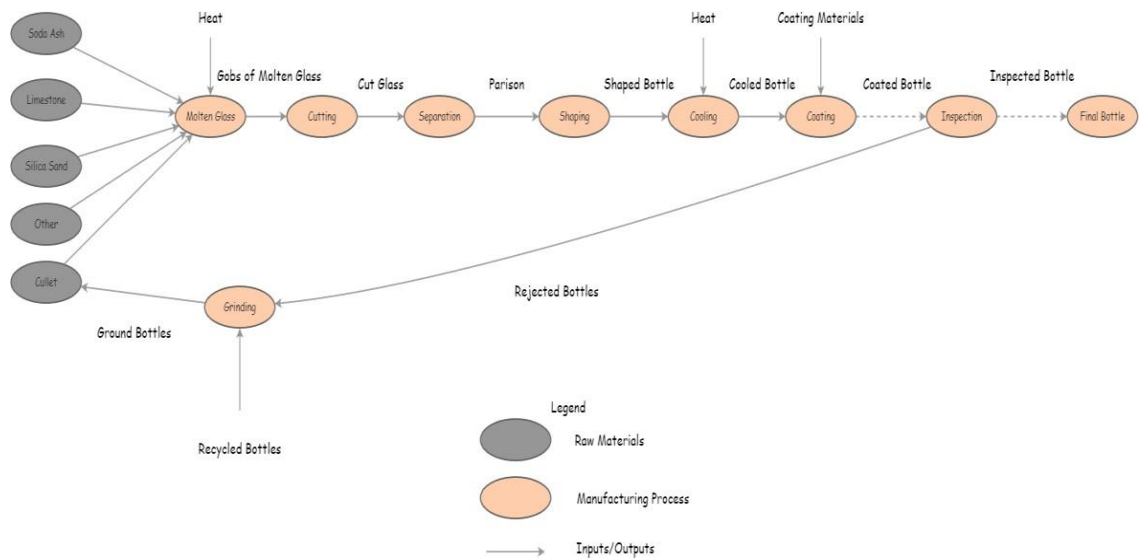 Soda Ash
Heat
Heat
Coating Materials
Gobs of Molten Glass
Cut Glass
Parison
Shaped Bottle
Cooled Bottle
Coated Bottle
Inspected Bottle
Limestone
Molten Glass
Cutting
Separation
Shaping
Cooling
Coating
Inspection
Final Bottle
Silica Sand
Other
Cullet
Grinding
Rejected Bottles
Ground Bottles
Recycled Bottles
Legend
Raw Materials
Manufacturing Process
Inputs/Outputs